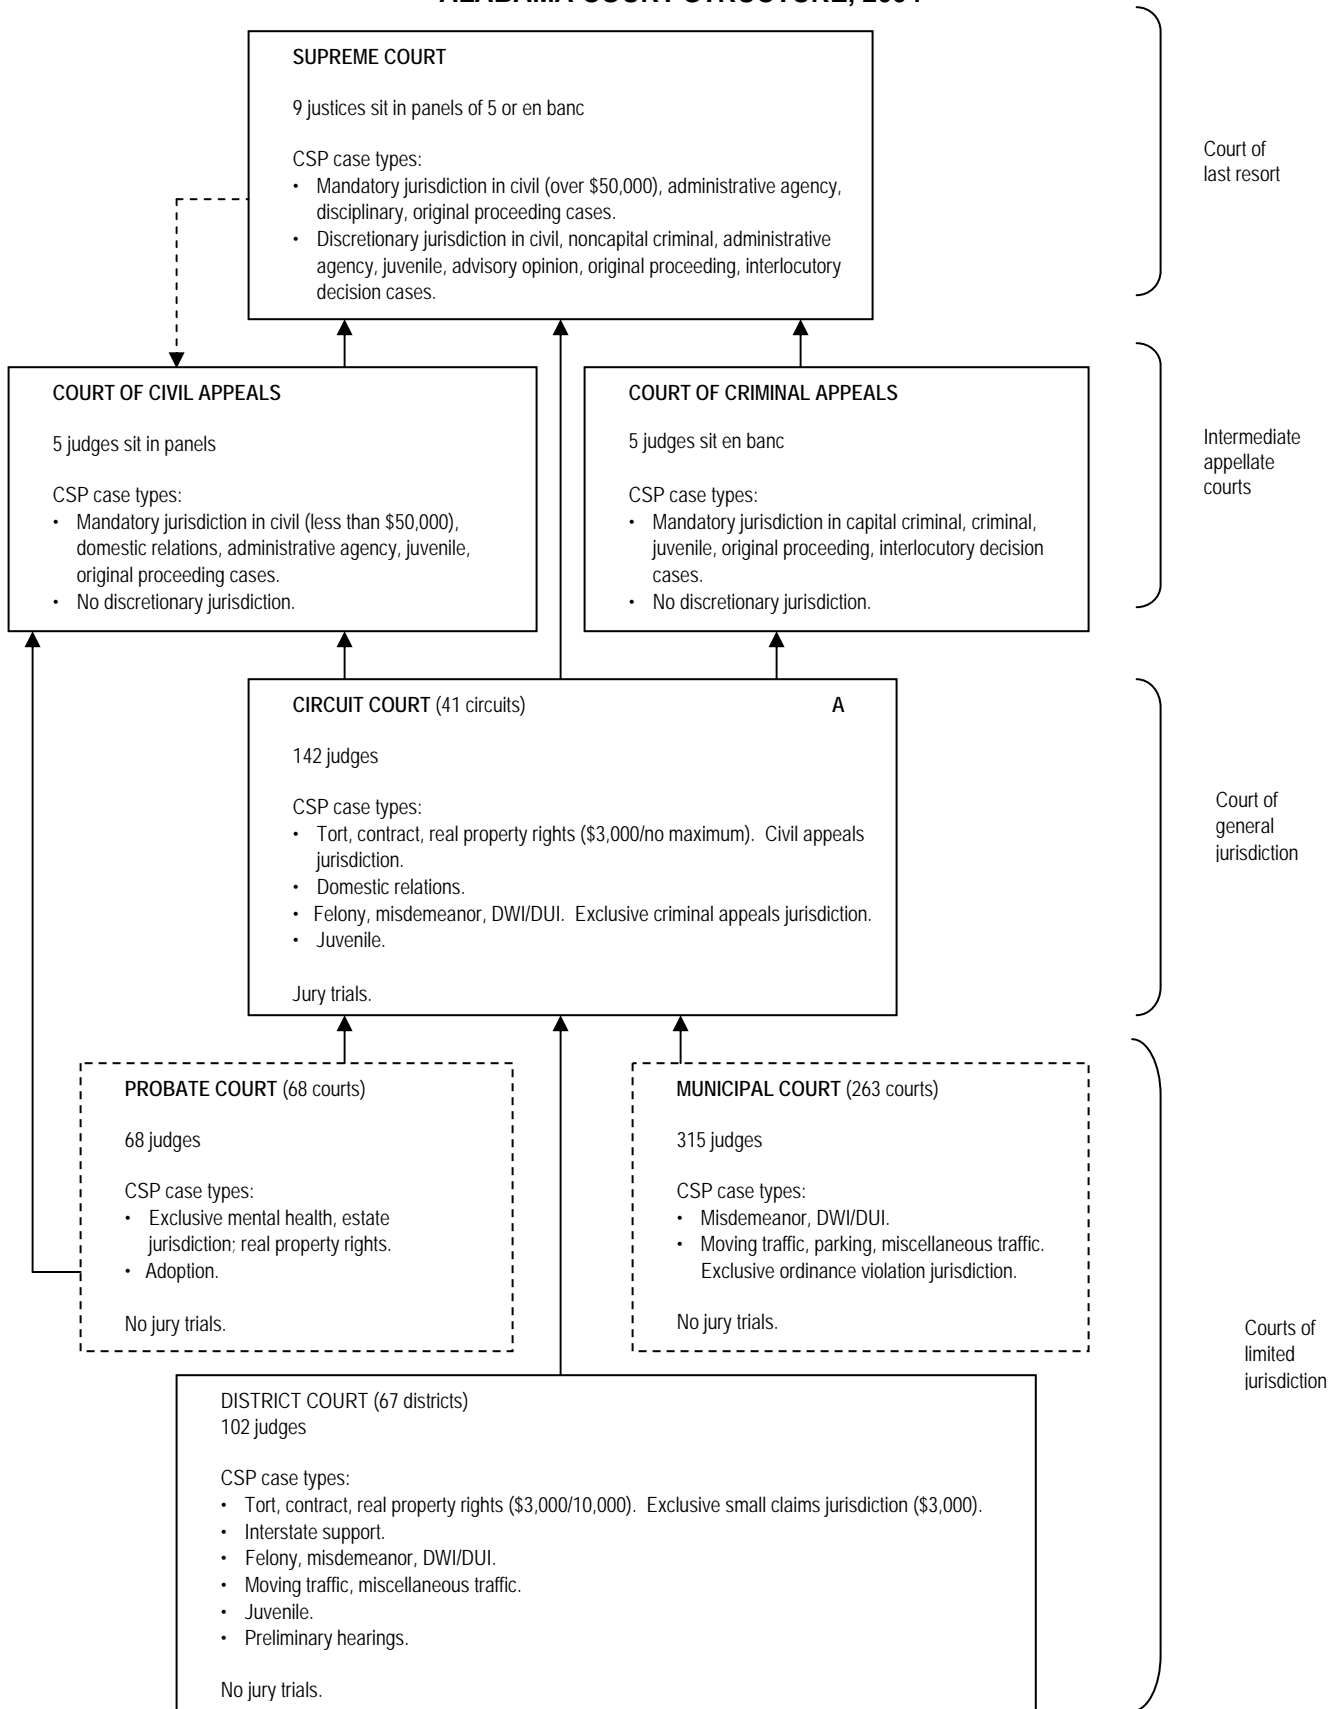 SUPREME COURT
9 justices sit in panels of 5 or en banc
CSP case types:
• Mandatory jurisdiction in civil (over $50,000), administrative agency,
disciplinary, original proceeding cases.
• Discretionary jurisdiction in civil, noncapital criminal, administrative
agency, juvenile, advisory opinion, original proceeding, interlocutory
decision cases.
Court of
last resort
COURT OF CIVIL APPEALS
5 judges sit in panels
CSP case types:
• Mandatory jurisdiction in civil (less than $50,000),
domestic relations, administrative agency, juvenile,
original proceeding cases.
• No discretionary jurisdiction.
COURT OF CRIMINAL APPEALS
5 judges sit en banc
CSP case types:
• Mandatory jurisdiction in capital criminal, criminal,
juvenile, original proceeding, interlocutory decision
cases.
• No discretionary jurisdiction.
Intermediate
appellate
courts
CIRCUIT COURT (41 circuits) A
142 judges
CSP case types:
• Tort, contract, real property rights ($3,000/no maximum). Civil appeals
jurisdiction.
• Domestic relations.
• Felony, misdemeanor, DWI/DUI. Exclusive criminal appeals jurisdiction.
• Juvenile.
Jury trials.
Court of
general
jurisdiction
PROBATE COURT (68 courts)
68 judges
CSP case types:
• Exclusive mental health, estate
jurisdiction; real property rights.
• Adoption.
No jury trials.
MUNICIPAL COURT (263 courts)
315 judges
CSP case types:
• Misdemeanor, DWI/DUI.
• Moving traffic, parking, miscellaneous traffic.
Exclusive ordinance violation jurisdiction.
No jury trials.
DISTRICT COURT (67 districts)
102 judges
CSP case types:
• Tort, contract, real property rights ($3,000/10,000). Exclusive small claims jurisdiction ($3,000).
• Interstate support.
• Felony, misdemeanor, DWI/DUI.
• Moving traffic, miscellaneous traffic.
• Juvenile.
• Preliminary hearings.
No jury trials.
Courts of
limited
jurisdiction